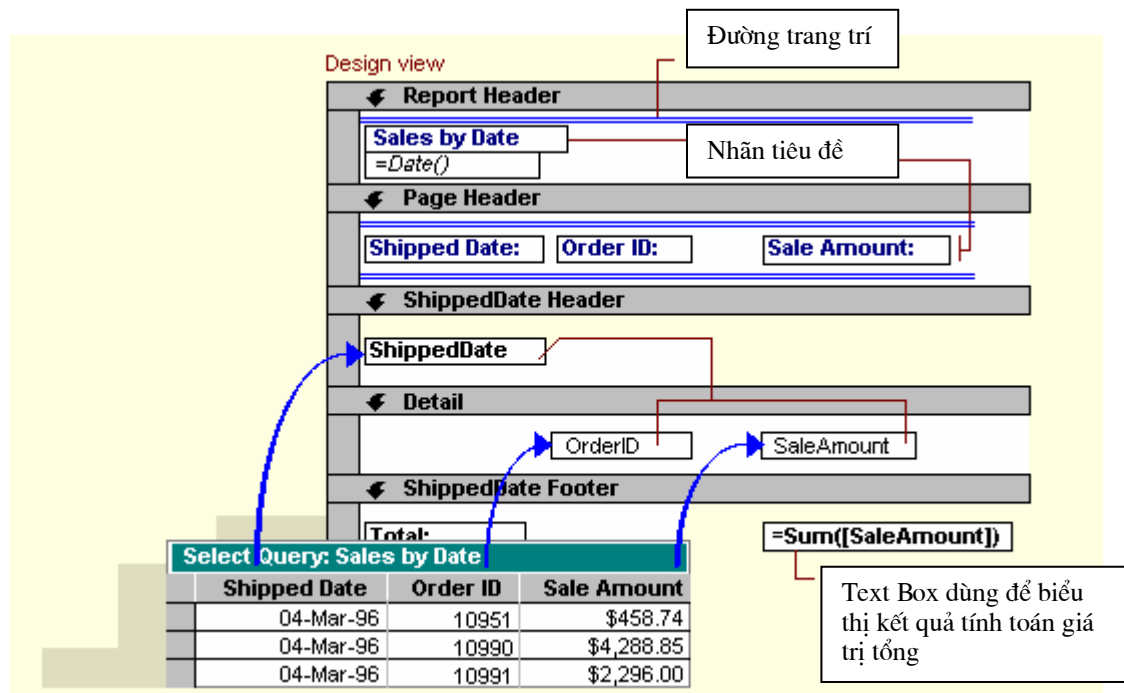 Đường trang trí
Design view
Report Header
Sales by Date
=Date()
Nhãn tiêu đề
Page Header
Shipped Date: Order ID: Sale Amount:
ShippedDate Header
ShippedDate
Detail
OrderID SaleAmount
ShippedDate Footer
Total: =Sum([SaleAmount])
Select Query: Sales by Date
Shipped Date Order ID Sale Amount
04-Mar-96 10951 $458.74
04-Mar-96 10990 $4,288.85
04-Mar-96 10991 $2,296.00
Text Box dùng để biểu
thị kết quả tính toán giá
trị tổng